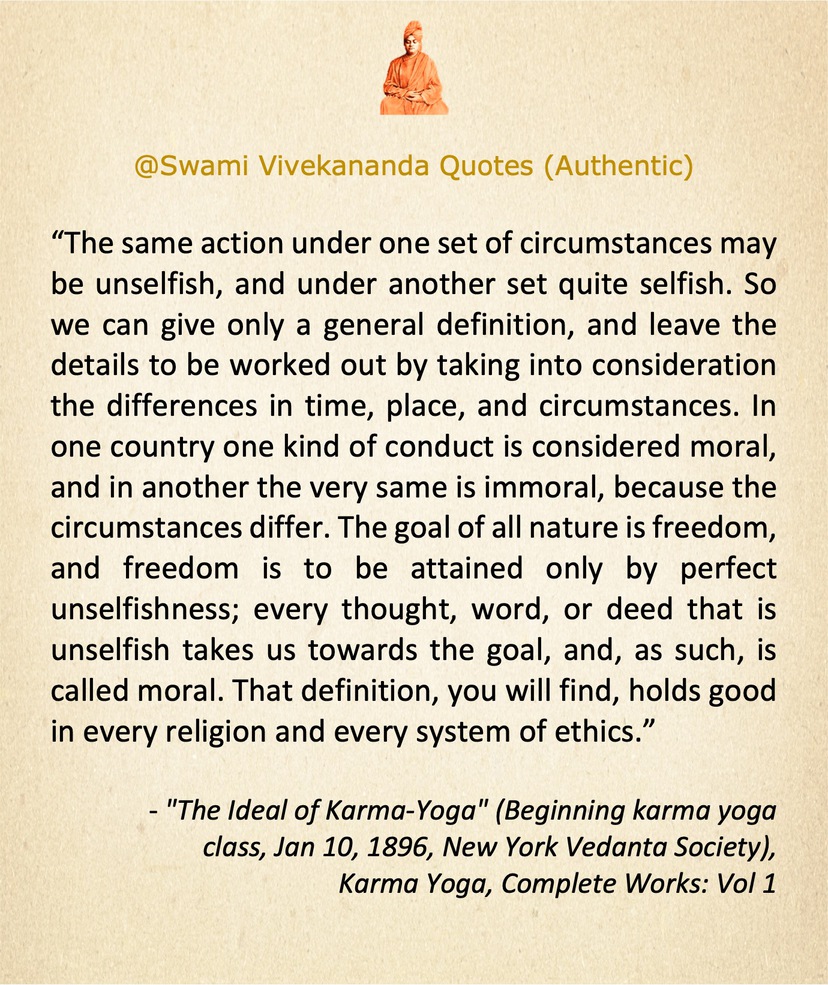 @Swami Vivekananda Quotes (Authentic)
“The same action under one set of circumstances may
be unselfish, and under another set quite selfish. So
we can give only a general definition, and leave the
details to be worked out by taking into consideration
the differences in time, place, and circumstances. In
one country one kind of conduct is considered moral,
and in another the very same is immoral, because the
circumstances differ. The goal of all nature is freedom,
and freedom is to be attained only by perfect
unselfishness; every thought, word, or deed that is
unselfish takes us towards the goal, and, as such, is
called moral. That definition, you will find, holds good
in every religion and every system of ethics.”
- "The Ideal of Karma-Yoga" (Beginning karma yoga
class, Jan 10, 1896, New York Vedanta Society),
Karma Yoga, Complete Works: Vol 1